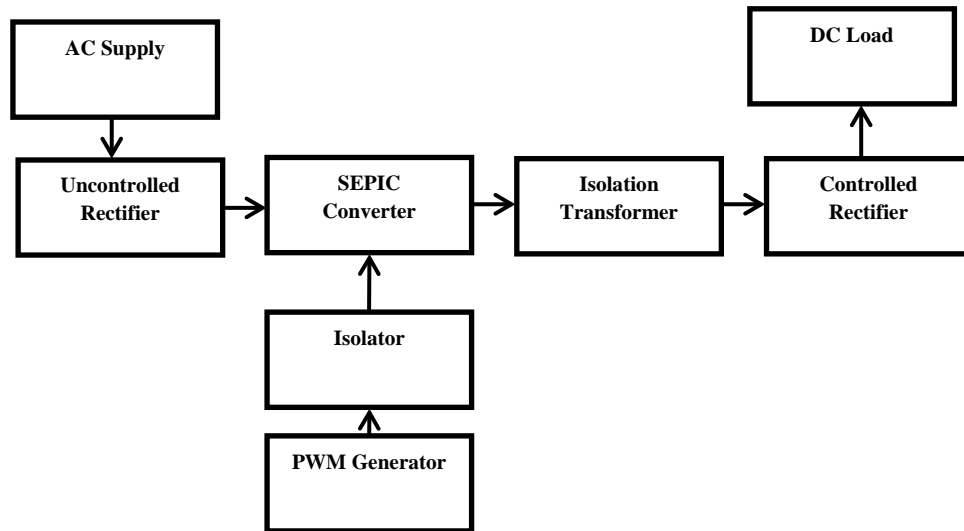 AC Supply
DC Load
Uncontrolled
Rectifier
SEPIC
Converter
Isolation
Transformer
Controlled
Rectifier
Isolator
PWM Generator